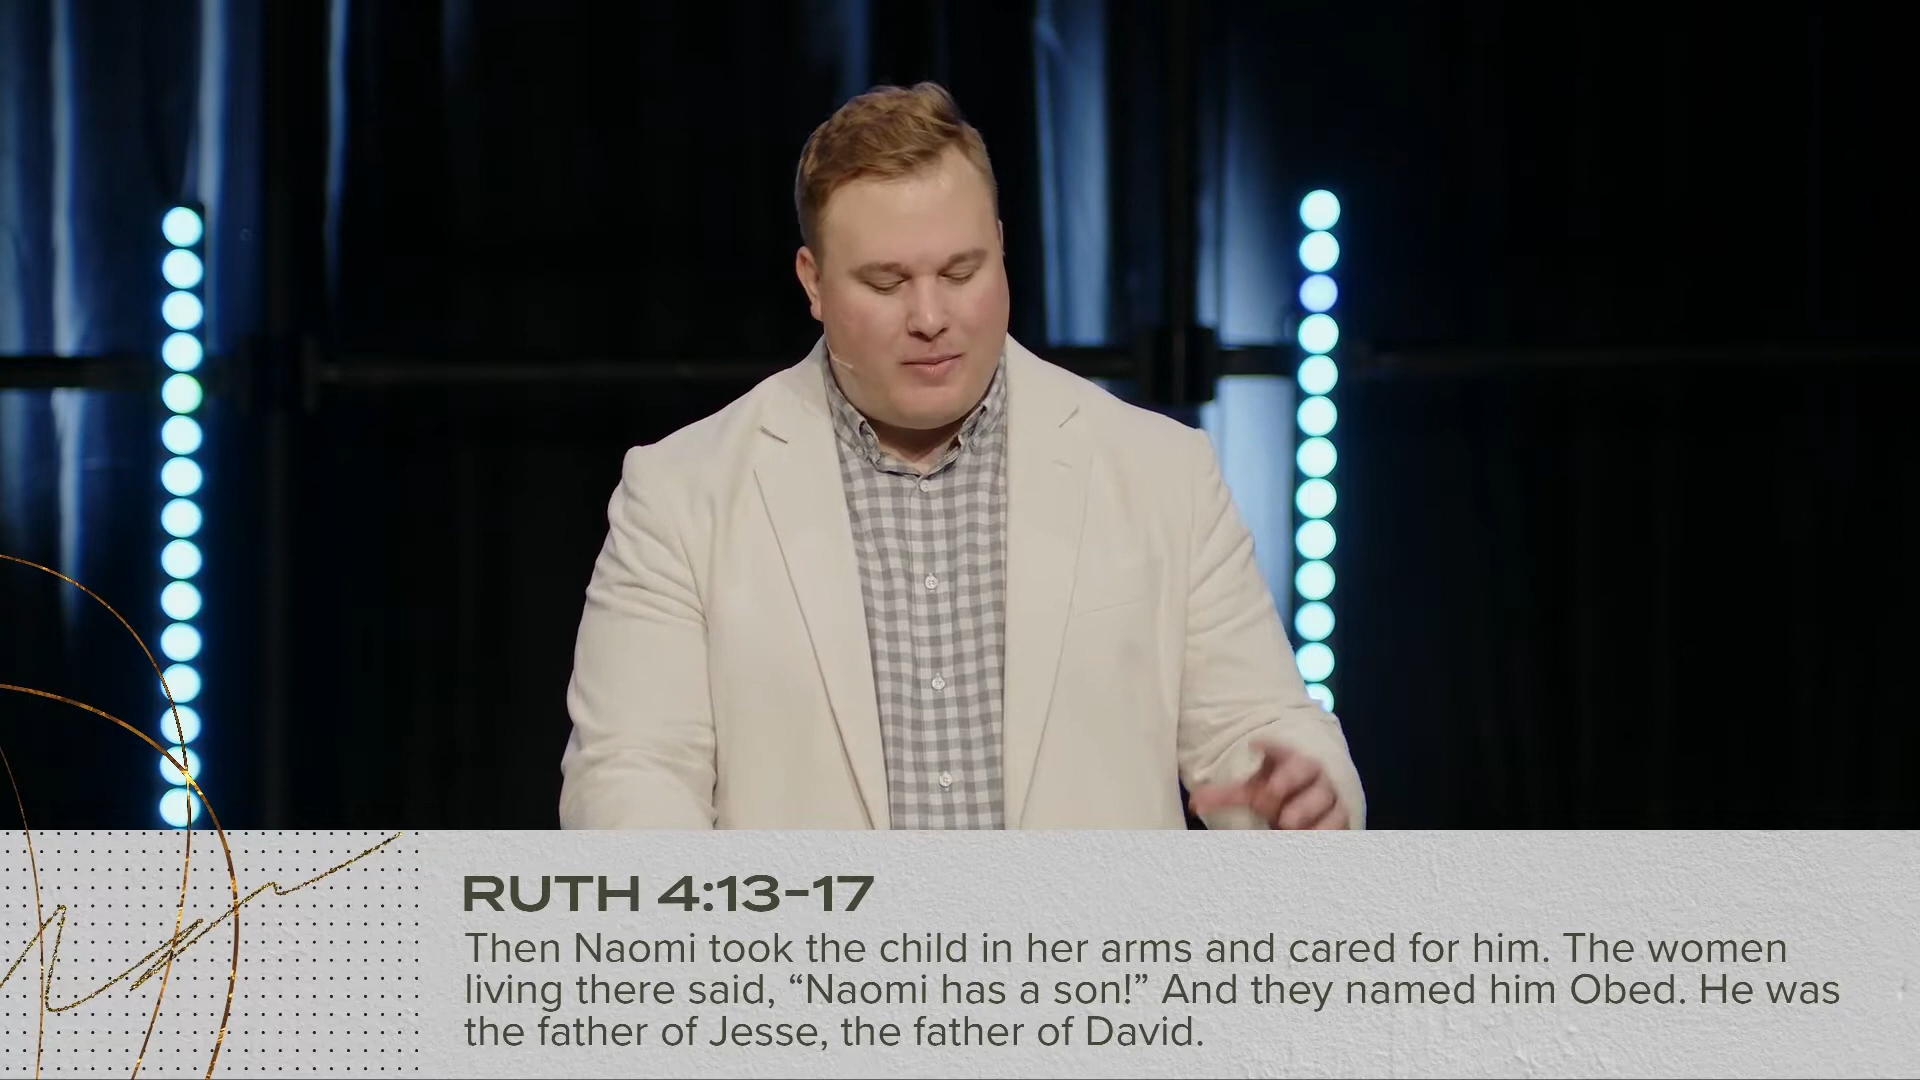 RUTH 4:13-17
Then Naomi took the child in her arms and cared for him. The women
living there said, “Naomi has a son!” And they named him Obed. He was
the father of Jesse, the father of David.